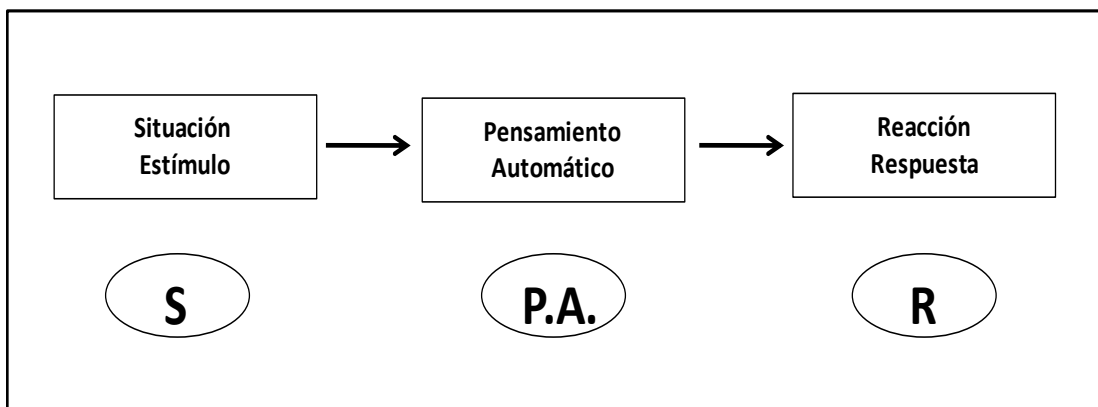 Situación
Estímulo
Pensamiento
Automático
Reacción
Respuesta
S
P.A.
R